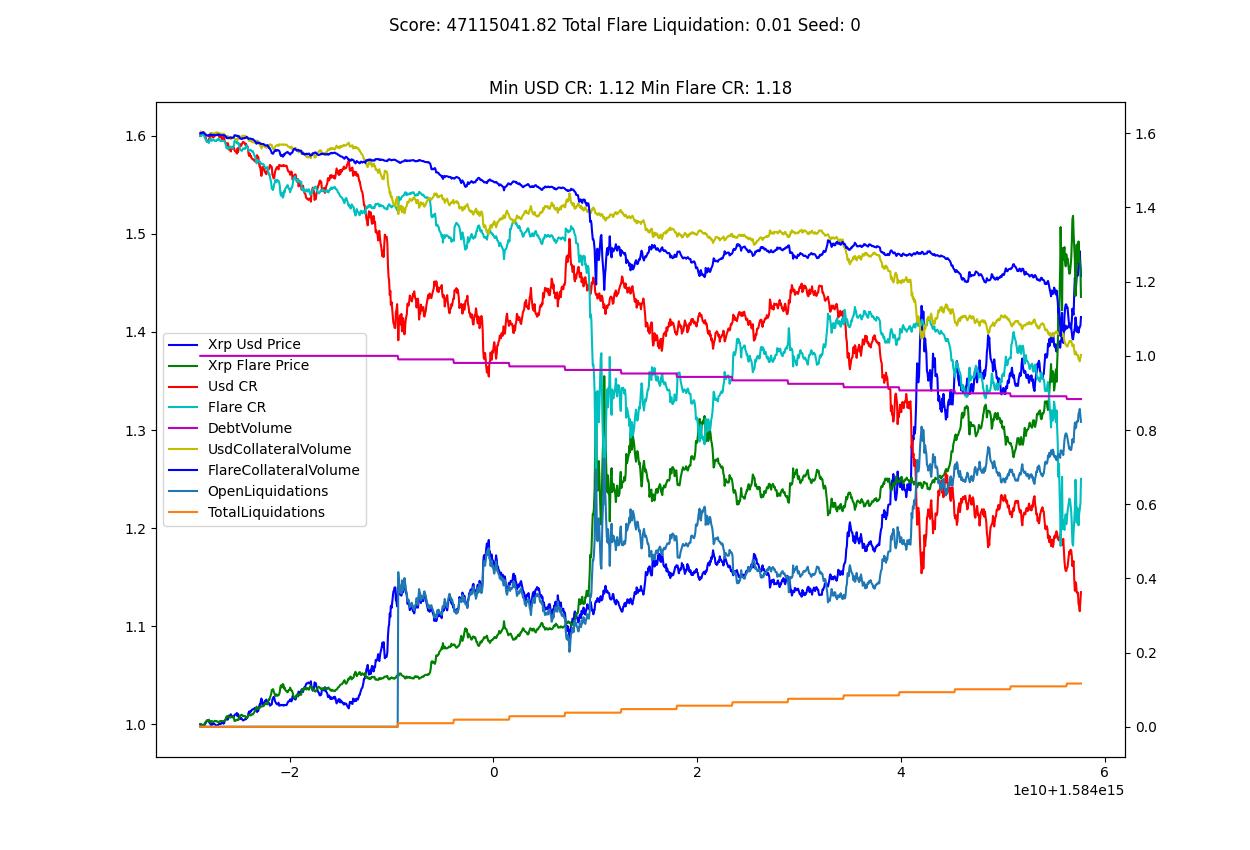 Score: 47115041.82 Total Flare Liquidation: 0.01 Seed: 0
Min USD CR: 1.12 Min Flare CR: 1.18
1.6
1.5
1.4
1.3
1.2
1.1
1.0
Xrp Usd Price
Xrp Flare Price
Usd CR
Flare CR
DebtVolume
UsdCollateralVolume
FlareCollateralVolume
OpenLiquidations
TotalLiquidations
1.6
1.4
1.2
1.0
0.8
0.6
0.4
0.2
0.0
−2 0 2 4 6
1e10+1.584e15